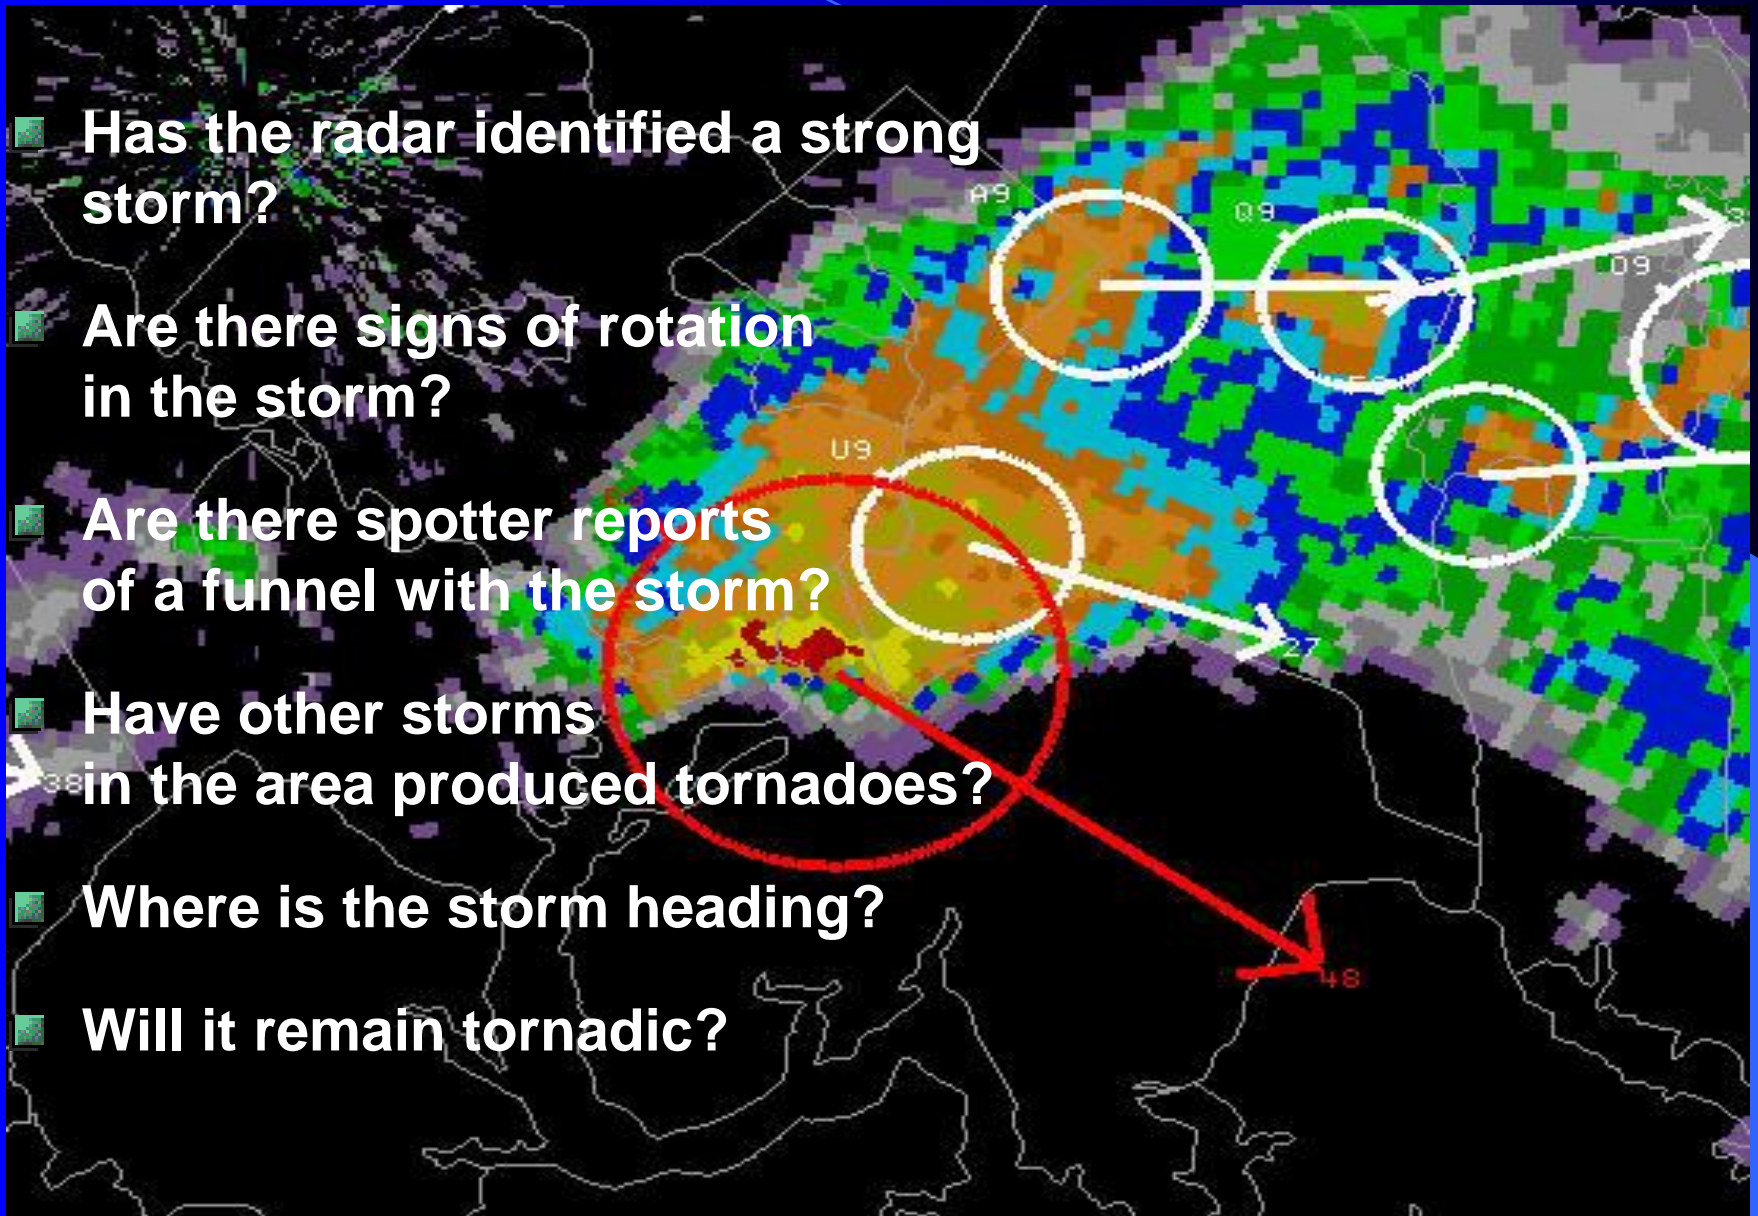 Has the radar identified a strong
storm?
Are there signs of rotation
in the storm?
Are there spotter reports
of a funnel with the storm?
Have other storms
in the area produced tornadoes?
Where is the storm heading?
Will it remain tornadic?
A9
Q9
O9
U9
27
38
48